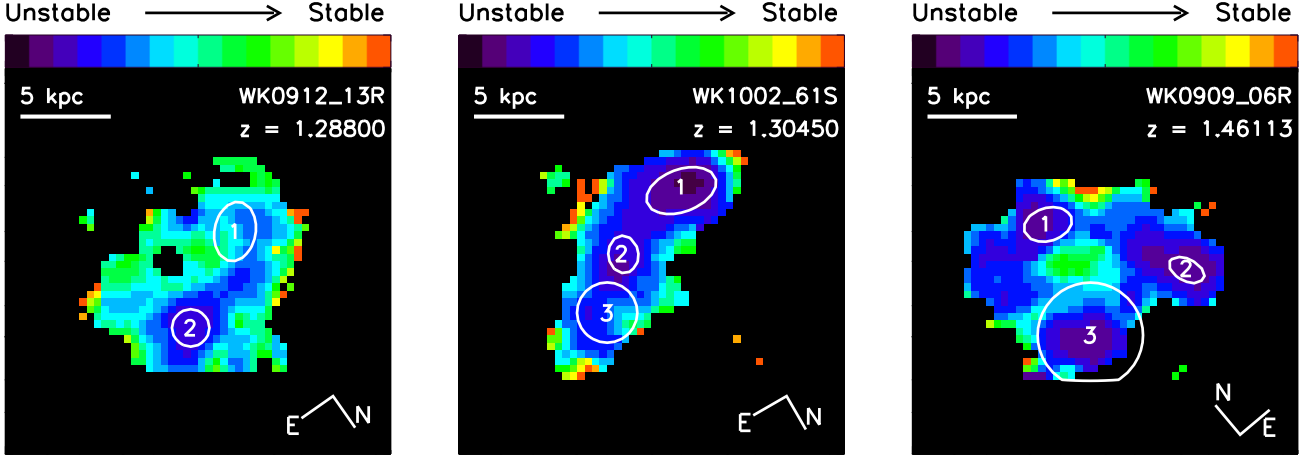 Unstable → Stable
5 kpc WK0912_13R
z = 1.28800
1
2
E N
Unstable → Stable
5 kpc WK1002_61S
z = 1.30450
1
2
3
E N
Unstable → Stable
5 kpc WK0909_06R
z = 1.46113
1
2
3
N
E